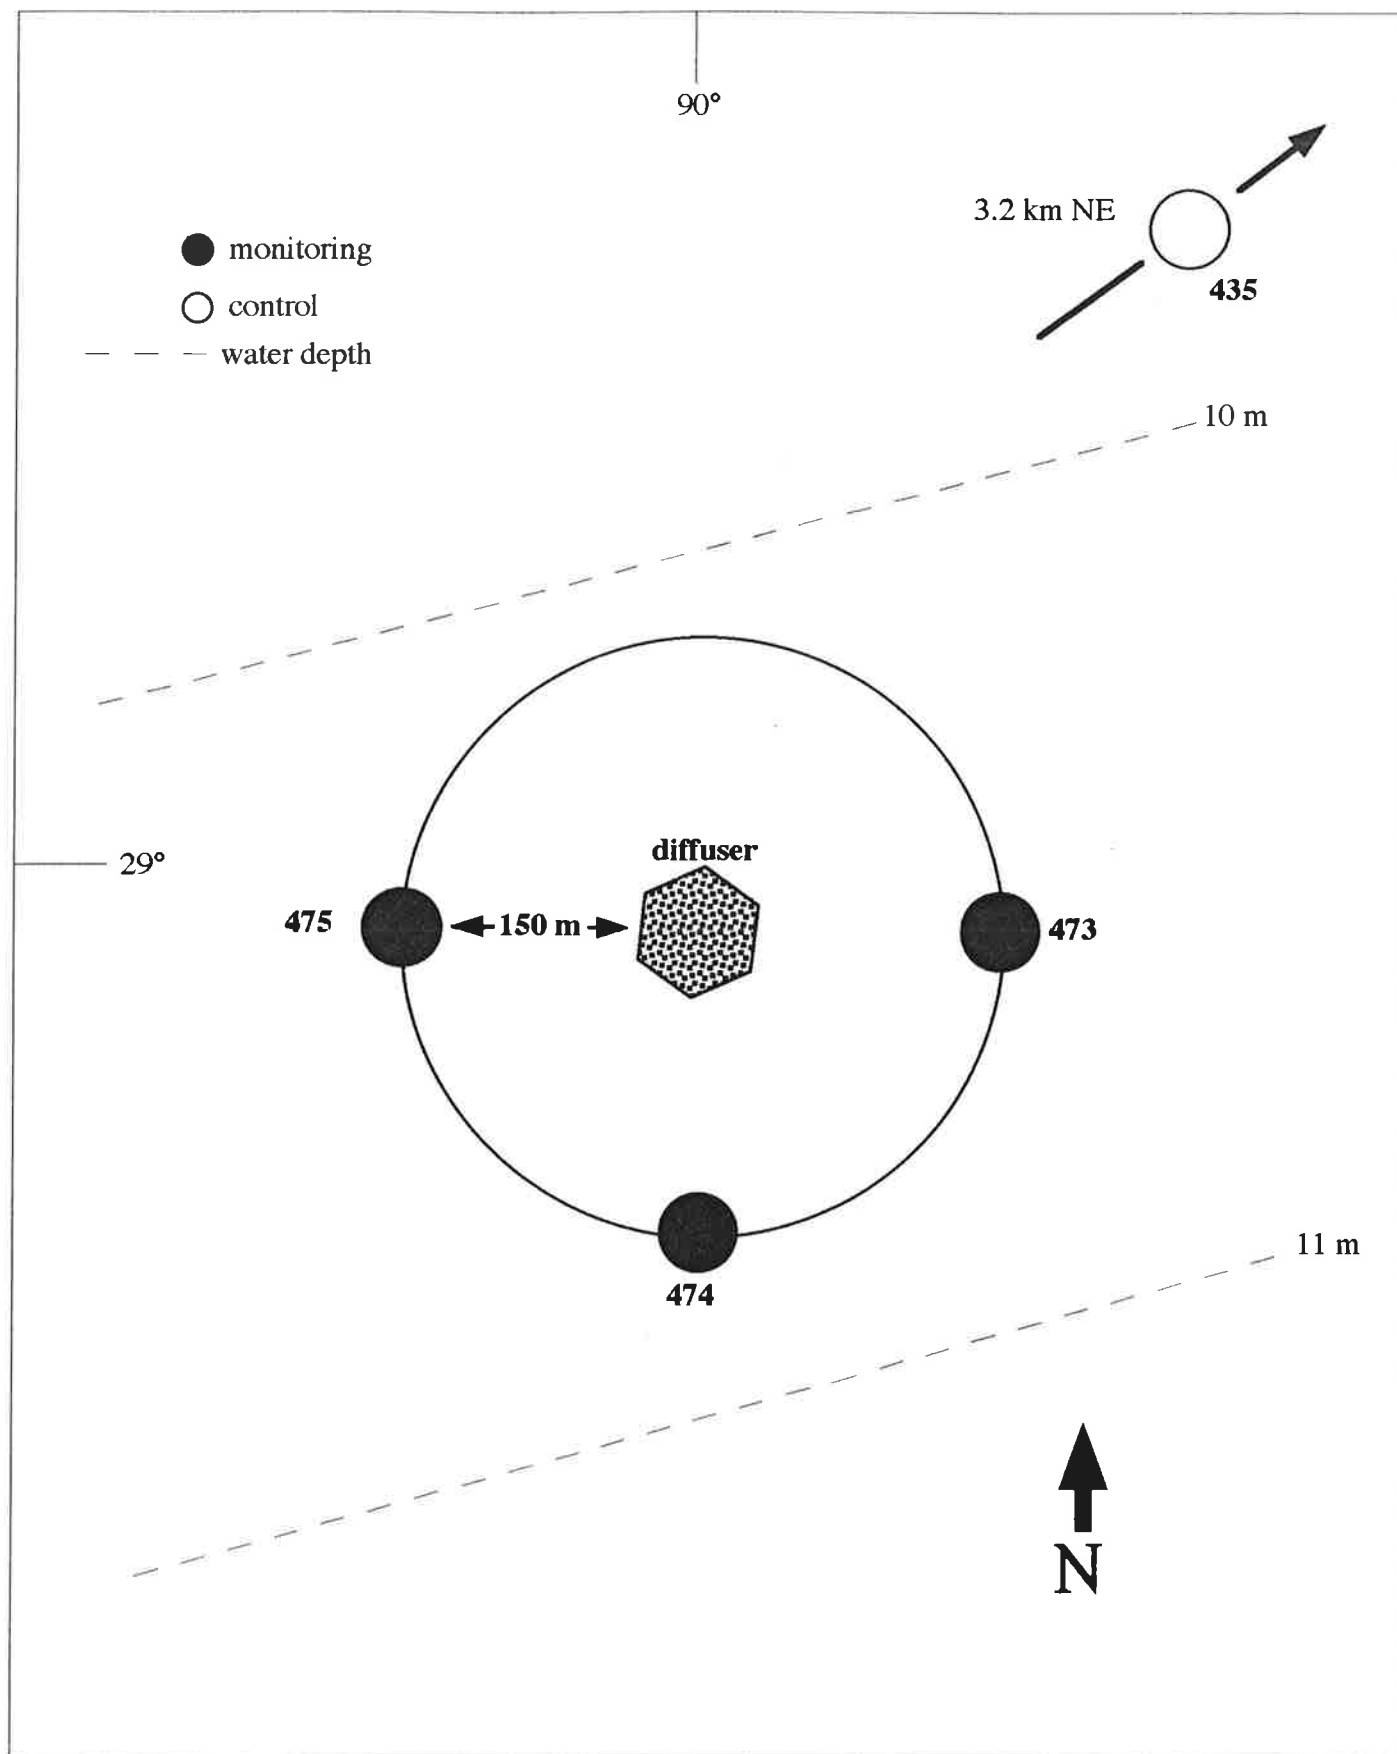 90°
3.2 km NE
435
monitoring
control
water depth
10 m
29°
diffuser
475
150 m
473
474
11 m
N